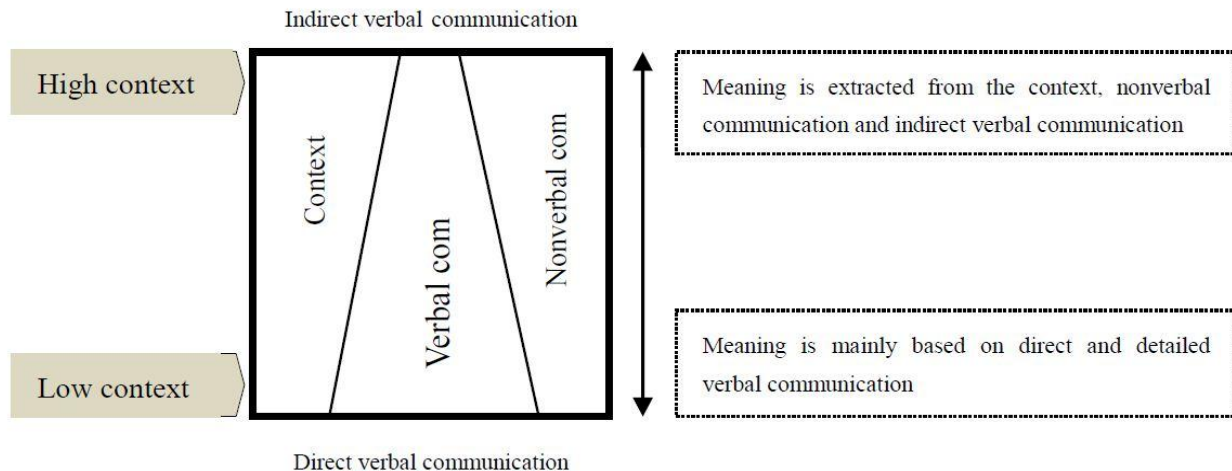 Indirect verbal communication
High context
Meaning is extracted from the context, nonverbal
communication and indirect verbal communication
Context
Verbal com
Nonverbal com
Low context
Meaning is mainly based on direct and detailed
verbal communication
Direct verbal communication